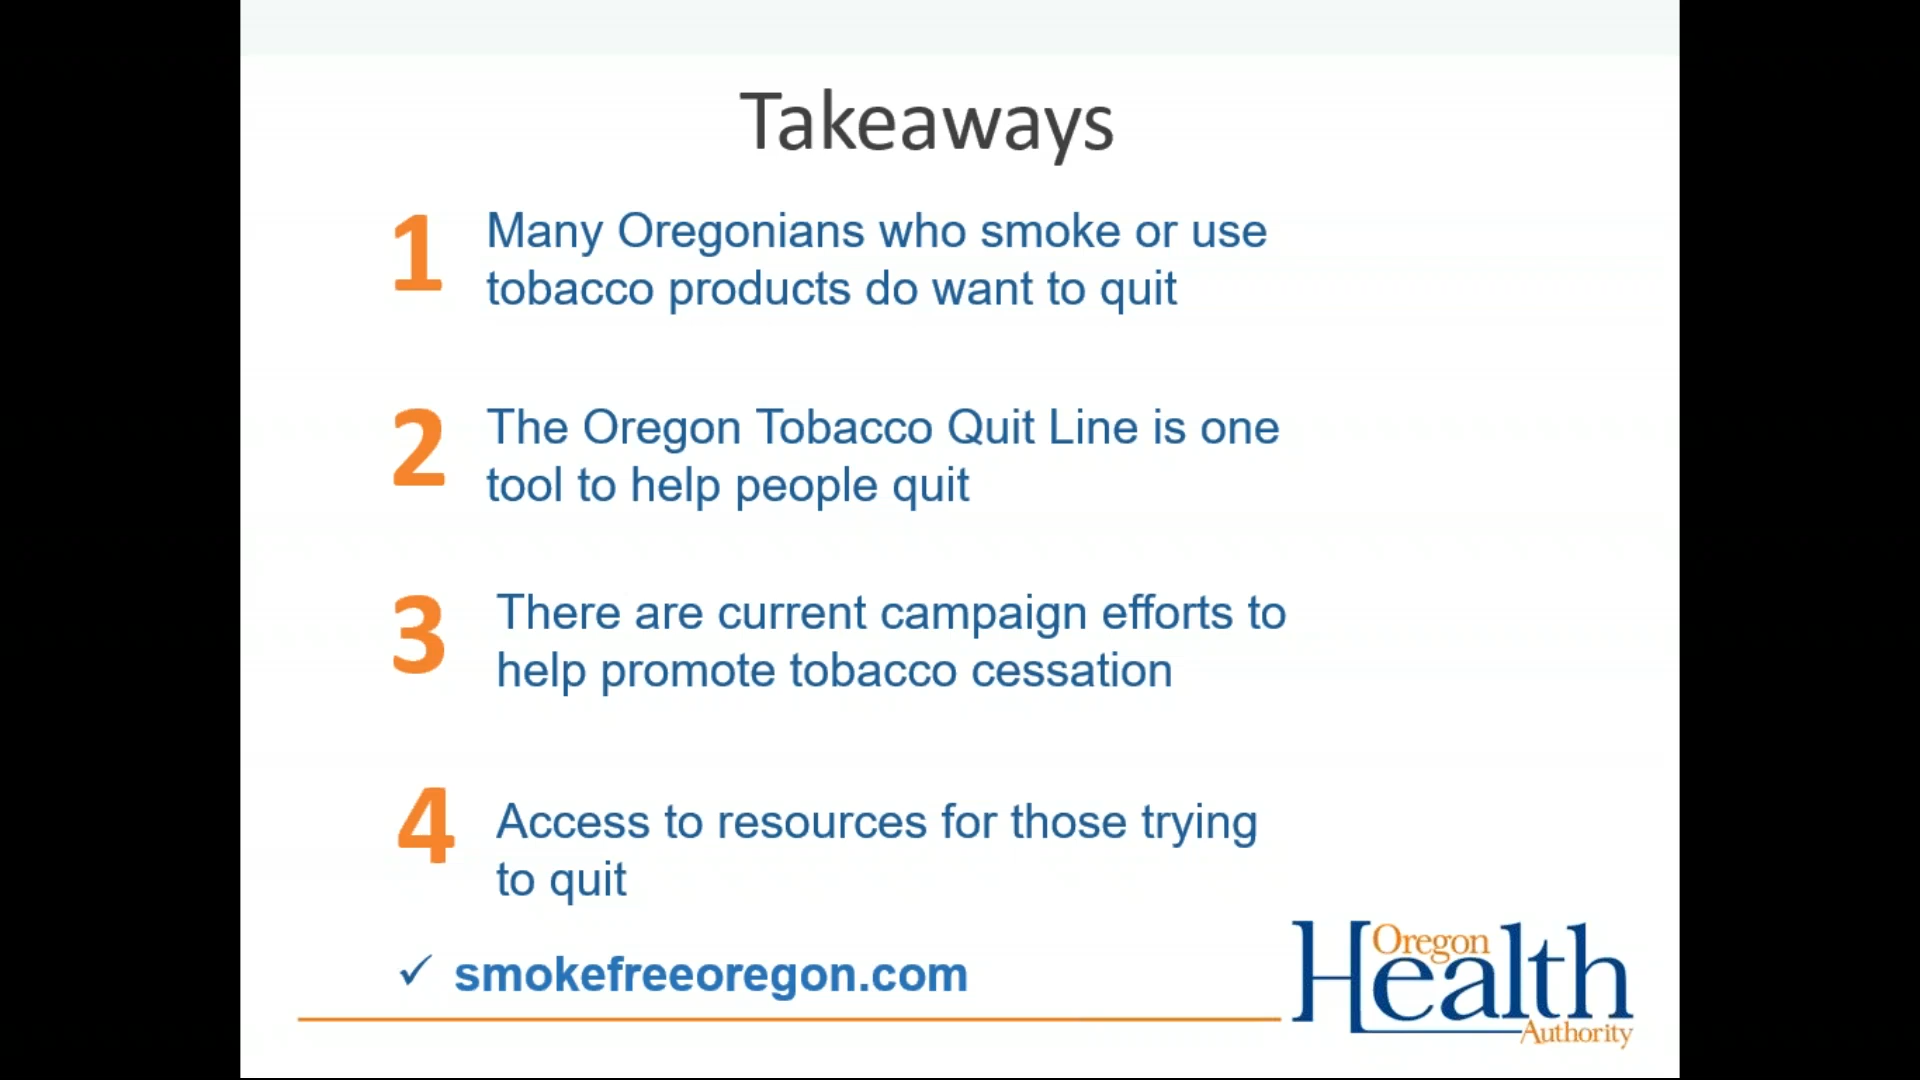 Takeaways
1 Many Oregonians who smoke or use
tobacco products do want to quit
2 The Oregon Tobacco Quit Line is one
tool to help people quit
3 There are current campaign efforts to
help promote tobacco cessation
4 Access to resources for those trying
to quit
✓ smokefreeoregon.com
Oregon
Health
Authority